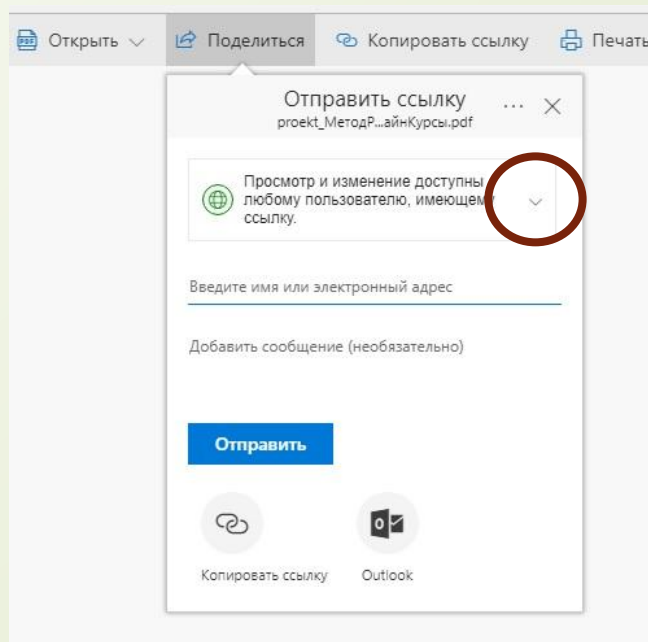 Открыть
Поделиться
Копировать ссылку
Печать
Отправить ссылку
proekt_МетодР...айнКурсы.pdf
Просмотр и изменение доступны
любому пользователю, имеющему
ссылку.
Введите имя или электронный адрес
Добавить сообщение (необязательно)
Отправить
Копировать ссылку
Outlook